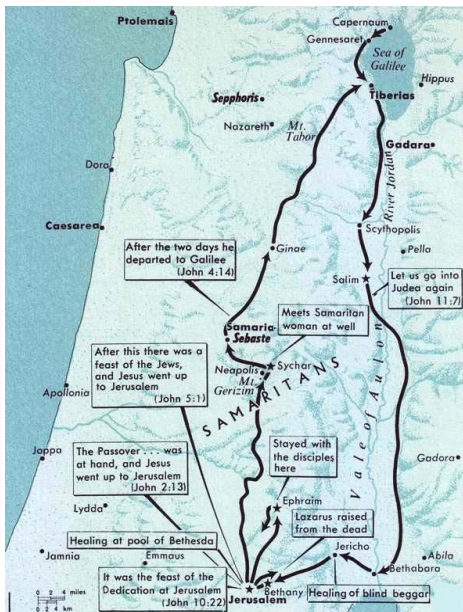 Ptolemais
Capernaum
Gennesaret
Sea of
Galilee
Hippus
Tiberias
Sepphoris
Nazareth
Mt.
Tabor
Gadara
Dora
River Jordan
Caesarea
Scythopolis
Pella
After the two days he
departed to Galilee
(John 4:14)
Ginae
Salim
Let us go into
Judea again
(John 11:7)
Samaria-
Sebaste
Meets Samaritan
woman at well
After this there was a
feast of the Jews,
and Jesus went up
to Jerusalem
(John 5:1)
Neapolis
Sychar
Mt.
Gerizim
SAMARITANS
Vale of Aulon
Apollonia
The Passover . . . was
at hand, and Jesus
went up to Jerusalem
(John 2:13)
Stayed with
the disciples
here
Joppa
Gadora
Lydda
Ephraim
Lazarus raised
from the dead
Healing at pool of Bethesda
Jamnia
Emmaus
Jericho
Abila
Bethabara
It was the feast of the
Dedication at Jerusalem
(John 10:22)
Jerusalem
Bethany
Healing of blind beggar
0 2 4 miles
0 2 4 km